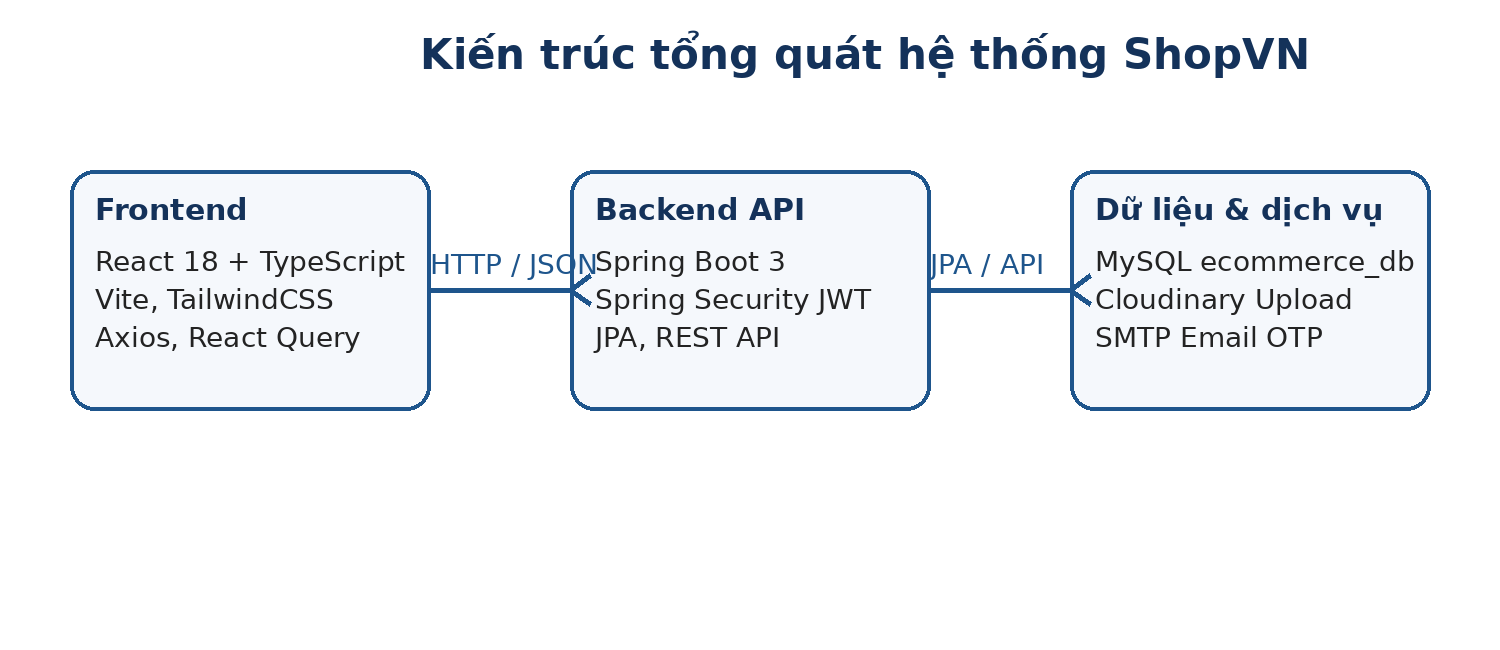 Kiến trúc tổng quát hệ thống ShopVN
Frontend
React 18 + TypeScript
Vite, TailwindCSS
Axios, React Query
HTTP / JSON
Backend API
Spring Boot 3
Spring Security JWT
JPA, REST API
JPA / API
Dữ liệu & dịch vụ
MySQL ecommerce_db
Cloudinary Upload
SMTP Email OTP